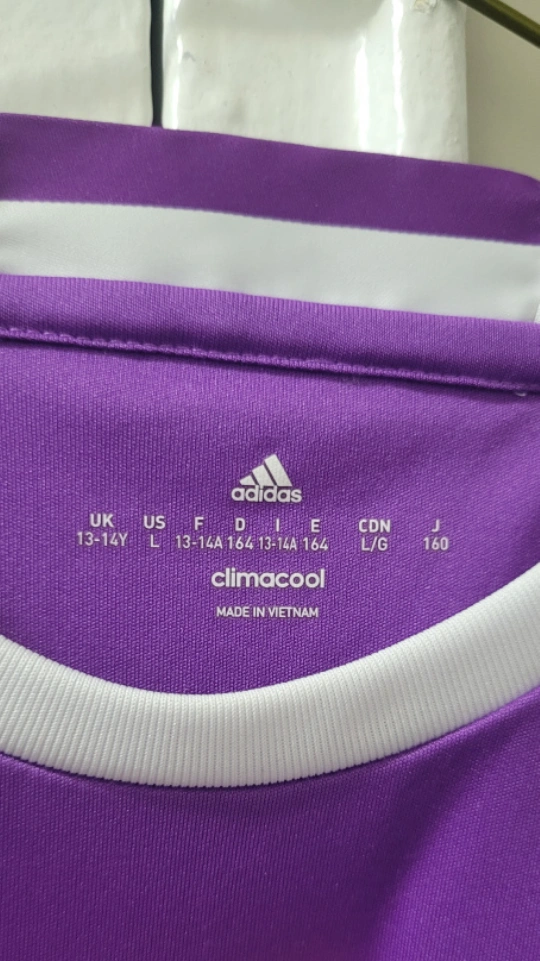 adidas
UK US F D I E CDN J
13-14Y L 13-14A 164 13-14A 164 L/G 160
climacool
MADE IN VIETNAM